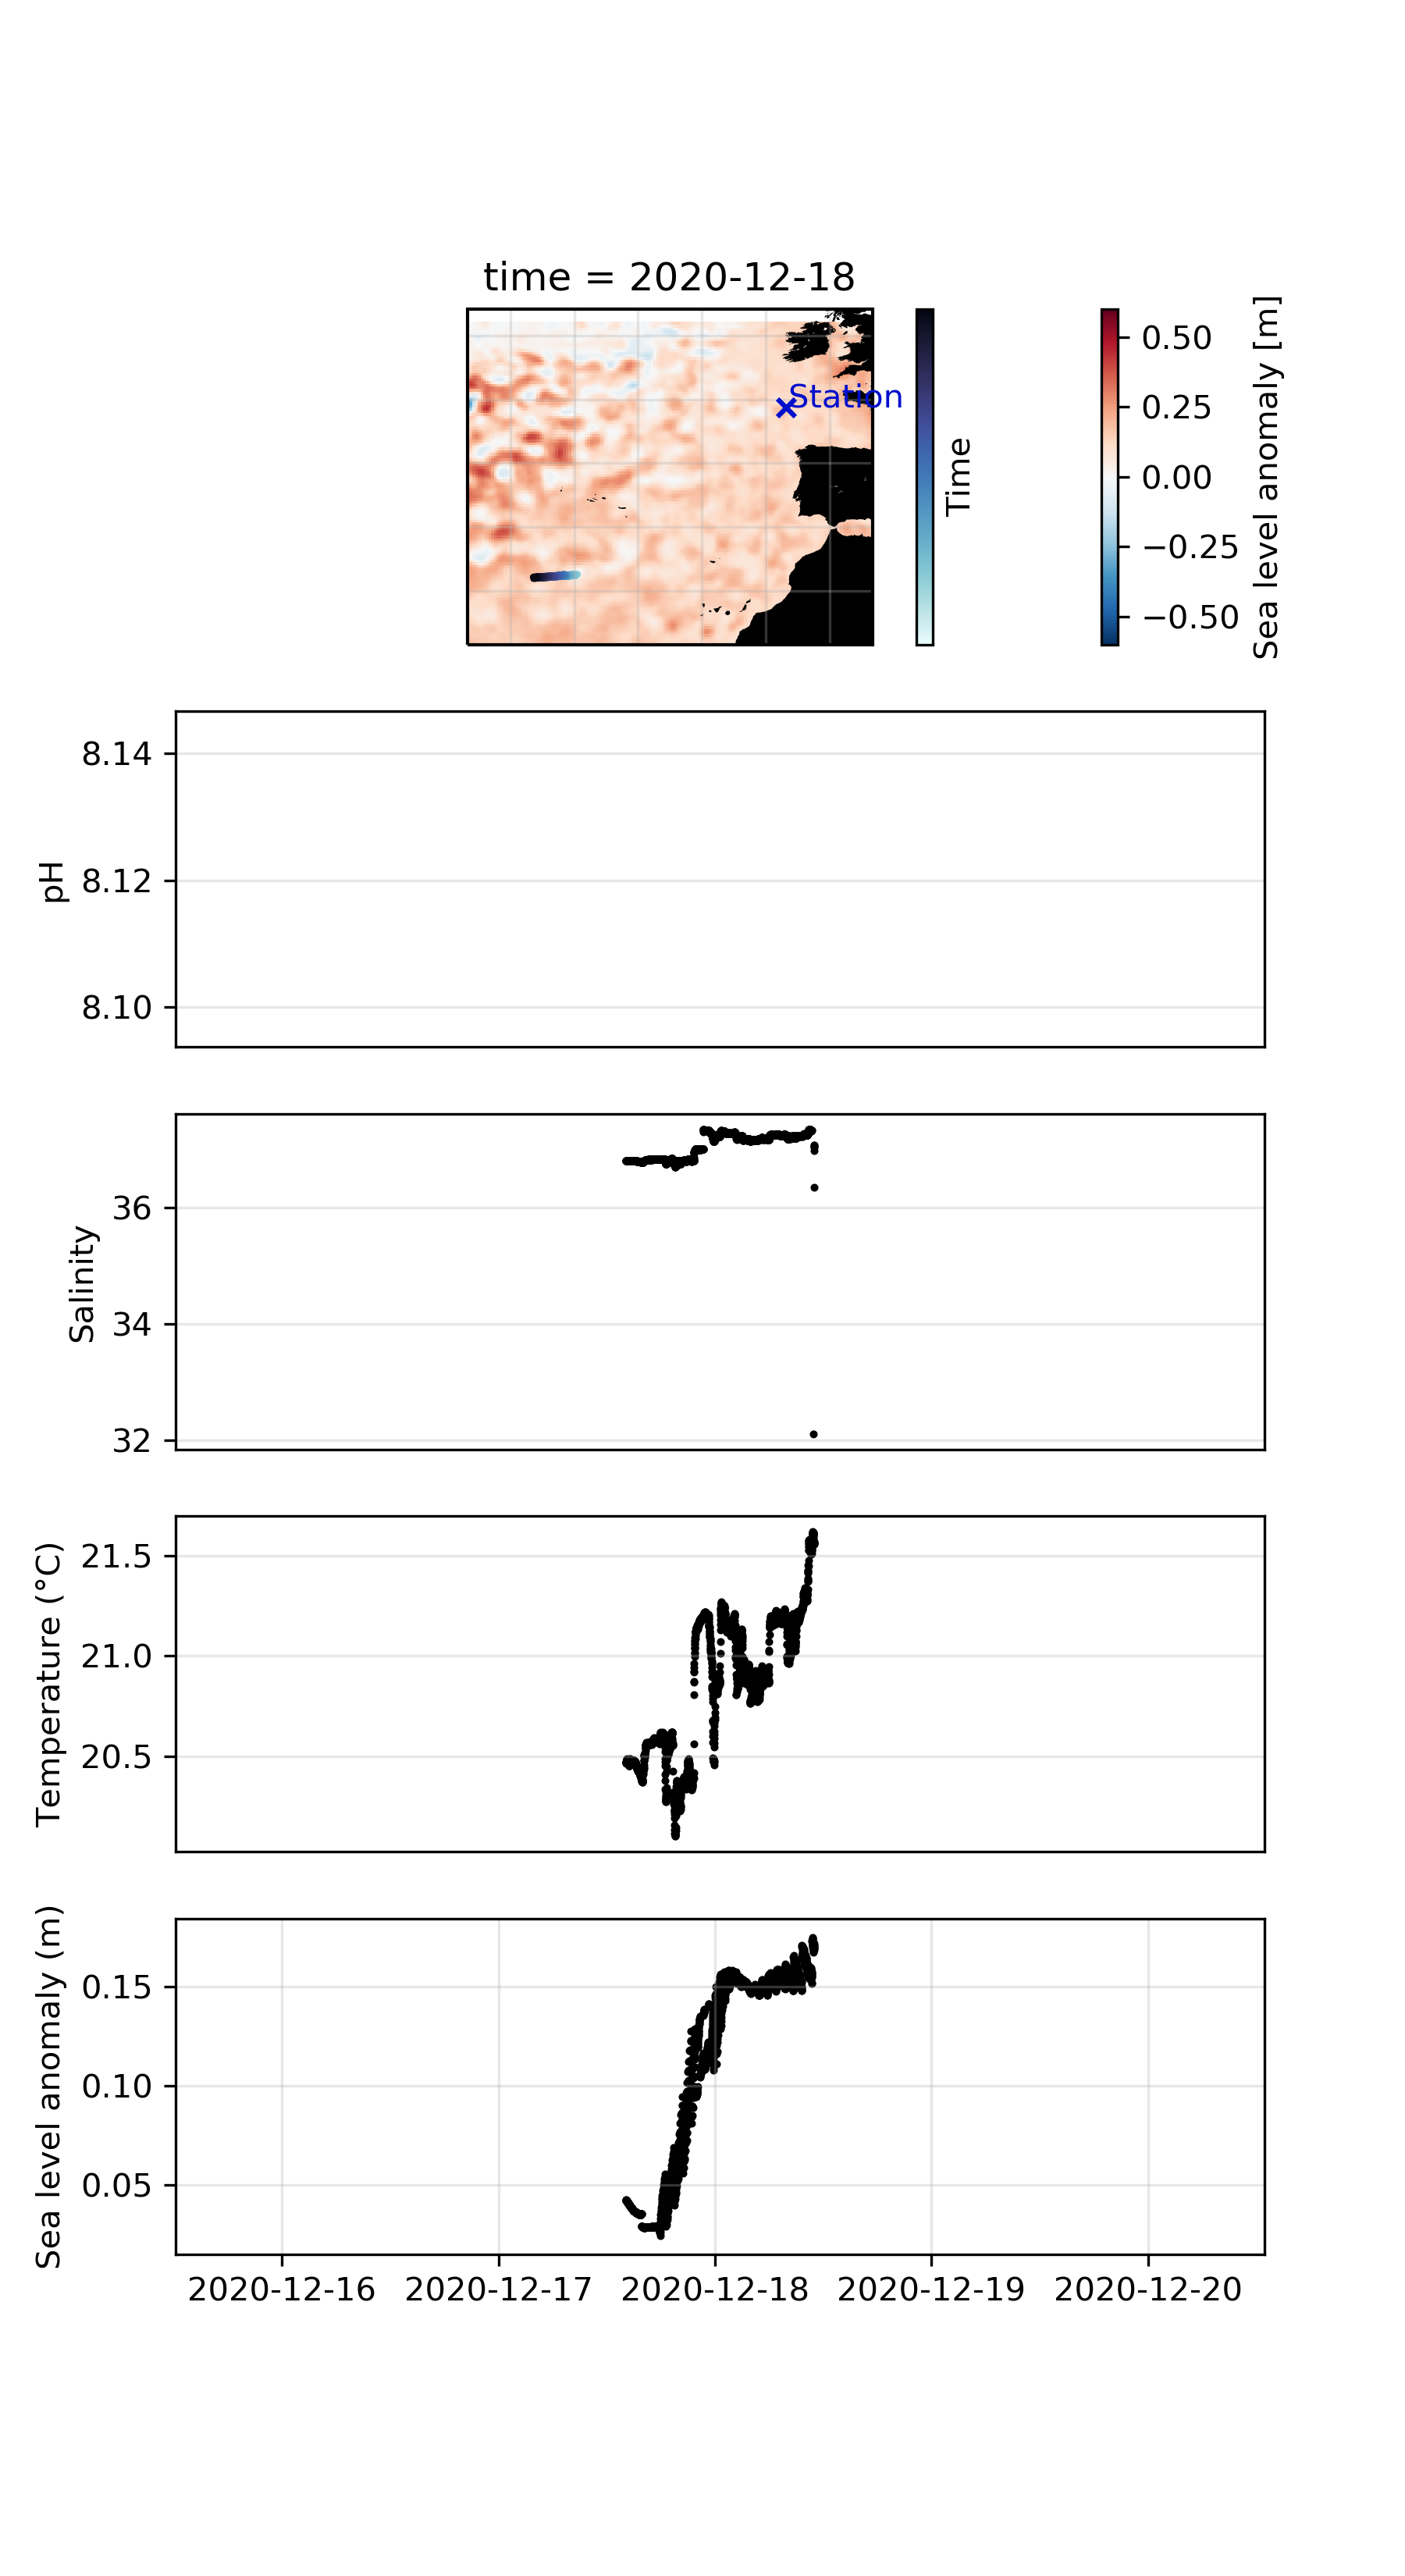 time = 2020-12-18
Station
Time
0.50
0.25
0.00
−0.25
−0.50
Sea level anomaly [m]
pH
8.14
8.12
8.10
Salinity
36
34
32
Temperature (°C)
21.5
21.0
20.5
Sea level anomaly (m)
0.15
0.10
0.05
2020-12-16 2020-12-17 2020-12-18 2020-12-19 2020-12-20